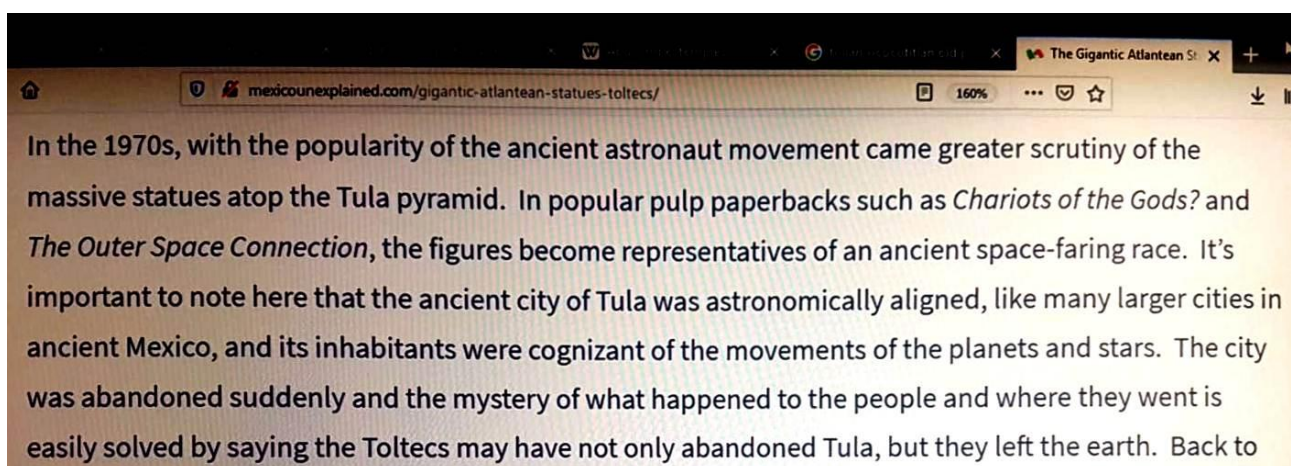 The Gigantic Atlantean St
mexicounexplained.com/gigantic-atlantean-statues-toltecs/
160%
In the 1970s, with the popularity of the ancient astronaut movement came greater scrutiny of the
massive statues atop the Tula pyramid. In popular pulp paperbacks such as Chariots of the Gods? and
The Outer Space Connection, the figures become representatives of an ancient space-faring race. It’s
important to note here that the ancient city of Tula was astronomically aligned, like many larger cities in
ancient Mexico, and its inhabitants were cognizant of the movements of the planets and stars. The city
was abandoned suddenly and the mystery of what happened to the people and where they went is
easily solved by saying the Toltecs may have not only abandoned Tula, but they left the earth. Back to